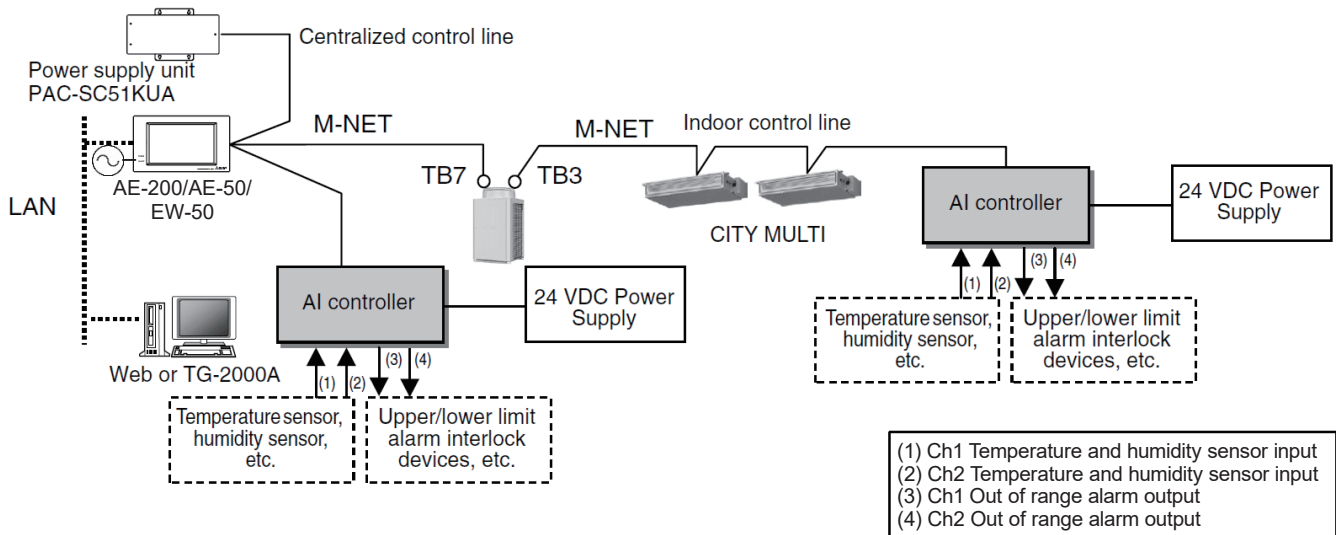 Centralized control line
Power supply unit
PAC-SC51KUA
M-NET
M-NET
Indoor control line
TB7
TB3
AE-200/AE-50/
EW-50
LAN
CITY MULTI
AI controller
24 VDC Power
Supply
(1)
(2)
(3)
(4)
Temperature sensor,
humidity sensor,
etc.
Upper/lower limit
alarm interlock
devices, etc.
AI controller
24 VDC Power
Supply
Web or TG-2000A
(1)
(2)
(3)
(4)
Temperature sensor,
humidity sensor,
etc.
Upper/lower limit
alarm interlock
devices, etc.
(1) Ch1 Temperature and humidity sensor input
(2) Ch2 Temperature and humidity sensor input
(3) Ch1 Out of range alarm output
(4) Ch2 Out of range alarm output